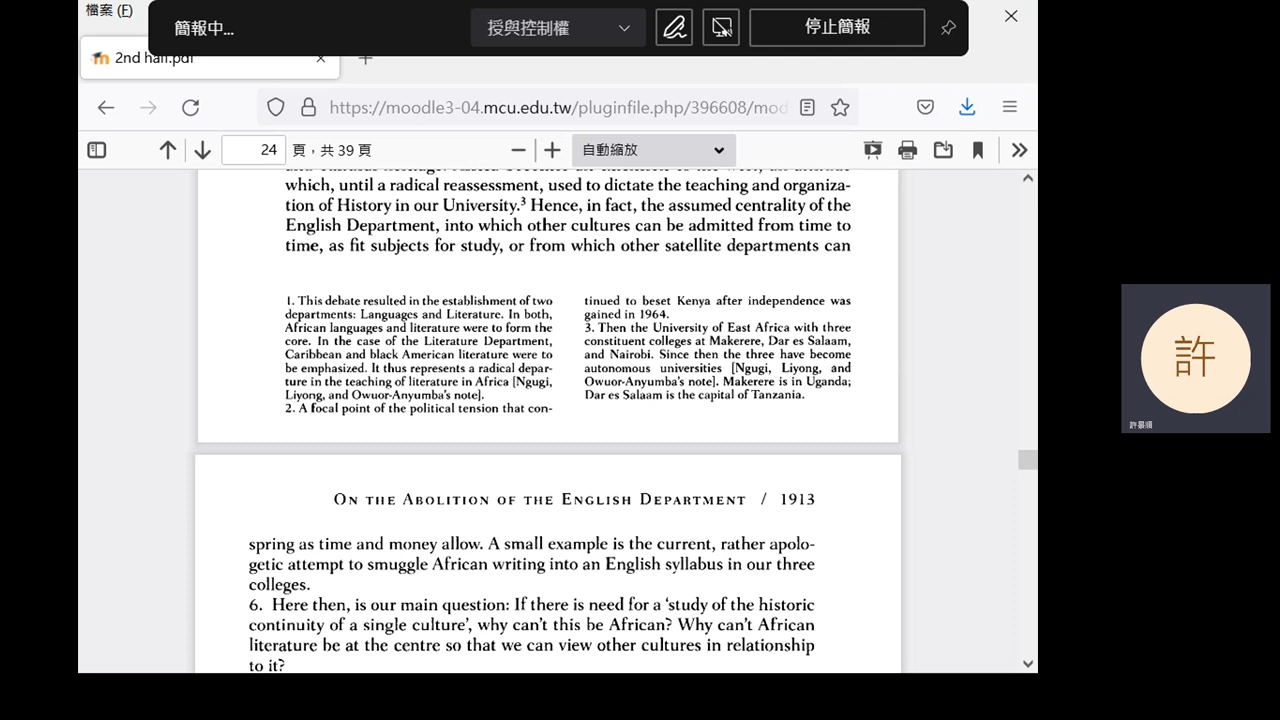 檔案 (F)
簡報中...
授與控制權
停止簡報
2nd half.pdf
https://moodle3-04.mcu.edu.tw/pluginfile.php/396608/mod
24 頁，共 39 頁
自動縮放
which, until a radical reassessment, used to dictate the teaching and organiza-
tion of History in our University.³ Hence, in fact, the assumed centrality of the
English Department, into which other cultures can be admitted from time to
time, as fit subjects for study, or from which other satellite departments can
1. This debate resulted in the establishment of two
departments: Languages and Literature. In both,
African languages and literature were to form the
core. In the case of the Literature Department,
Caribbean and black American literature were to
be emphasized. It thus represents a radical depar-
ture in the teaching of literature in Africa [Ngugi,
Liyong, and Owuor-Anyumba's note].
2. A focal point of the political tension that con-
tinued to beset Kenya after independence was
gained in 1964.
3. Then the University of East Africa with three
constituent colleges at Makerere, Dar es Salaam,
and Nairobi. Since then the three have become
autonomous universities [Ngugi, Liyong, and
Owuor-Anyumba's note]. Makerere is in Uganda;
Dar es Salaam is the capital of Tanzania.
On the Abolition of the English Department / 1913
spring as time and money allow. A small example is the current, rather apolo-
getic attempt to smuggle African writing into an English syllabus in our three
colleges.
6. Here then, is our main question: If there is need for a 'study of the historic
continuity of a single culture', why can't this be African? Why can't African
literature be at the centre so that we can view other cultures in relationship
to it?
許